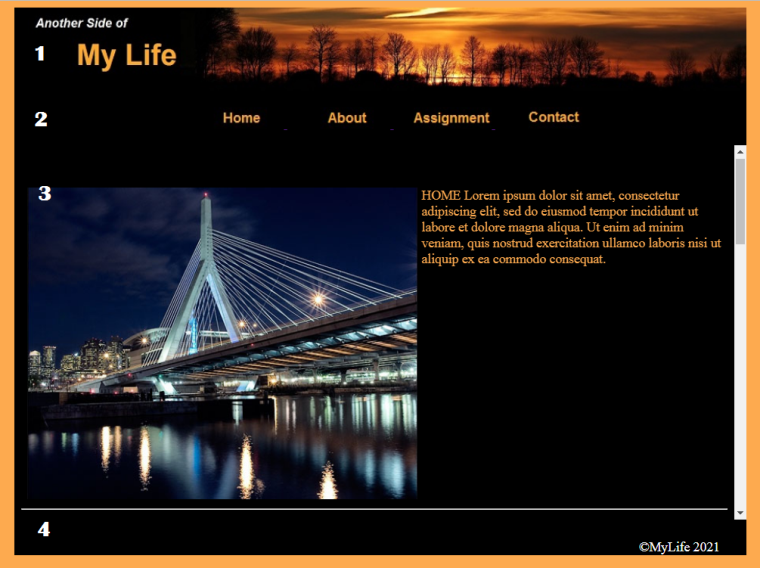 Another Side of
1 My Life
2 Home About Assignment Contact
3
HOME Lorem ipsum dolor sit amet, consectetur
adipiscing elit, sed do eiusmod tempor incididunt ut
labore et dolore magna aliqua. Ut enim ad minim
veniam, quis nostrud exercitation ullamco laboris nisi ut
aliquip ex ea commodo consequat.
4
©MyLife 2021